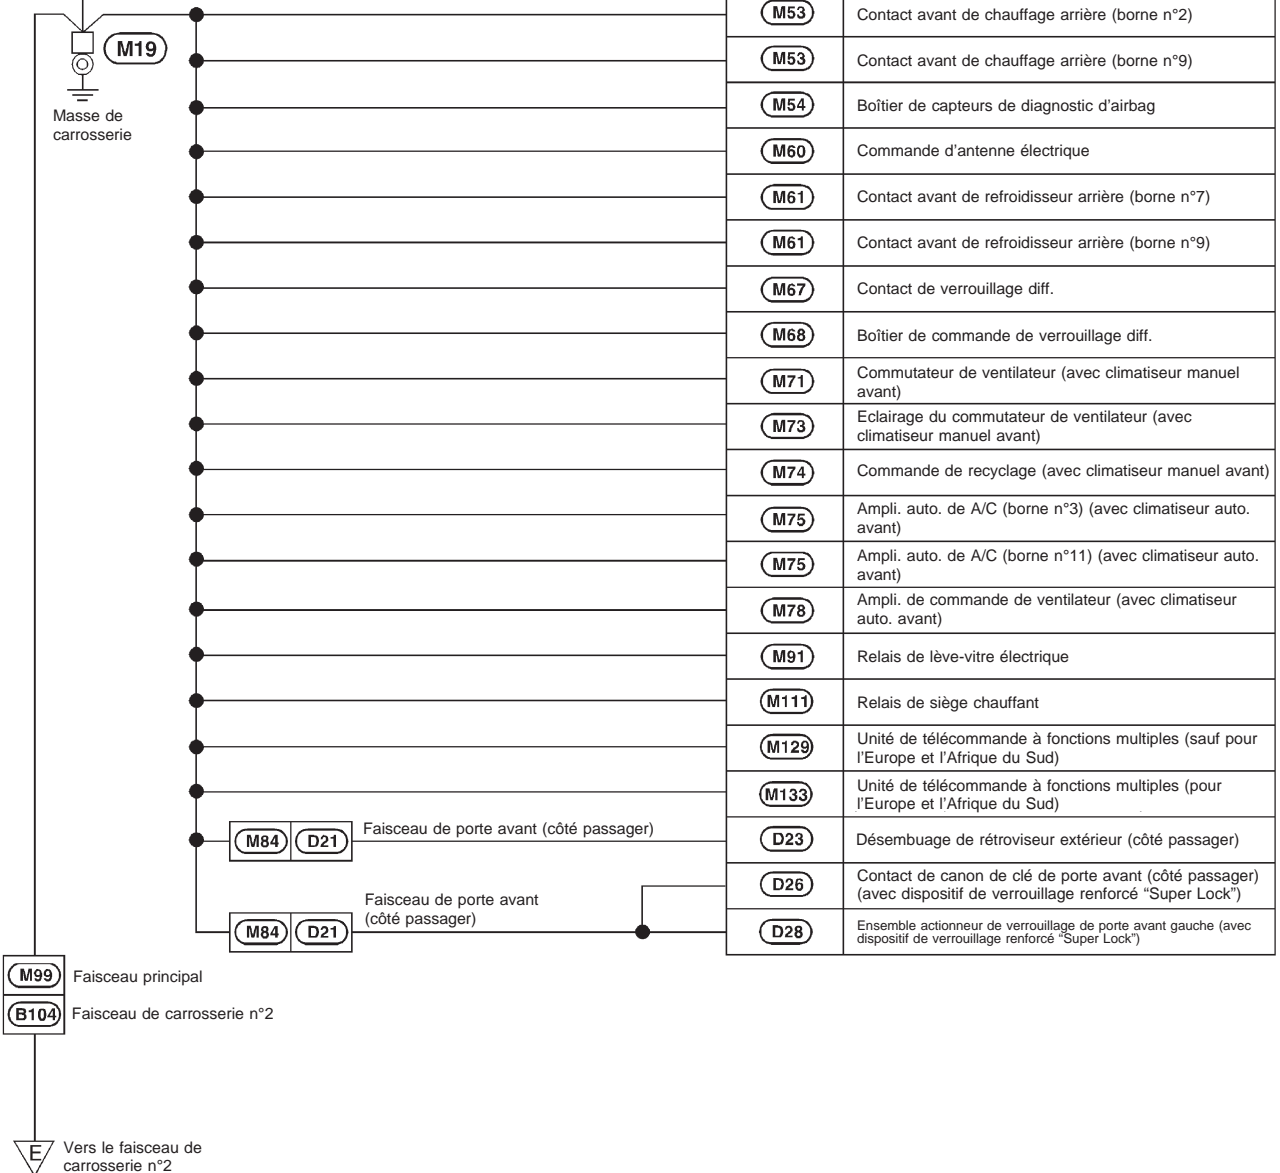 M53 Contact avant de chauffage arrière (borne n°2)
M19
M53 Contact avant de chauffage arrière (borne n°9)
Masse de
carrosserie
M54 Boîtier de capteurs de diagnostic d'airbag
M60 Commande d'antenne électrique
M61 Contact avant de refroidisseur arrière (borne n°7)
M61 Contact avant de refroidisseur arrière (borne n°9)
M67 Contact de verrouillage diff.
M68 Boîtier de commande de verrouillage diff.
M71 Commutateur de ventilateur (avec climatiseur manuel
avant)
M73 Eclairage du commutateur de ventilateur (avec
climatiseur manuel avant)
M74 Commande de recyclage (avec climatiseur manuel avant)
M75 Ampli. auto. de A/C (borne n°3) (avec climatiseur auto.
avant)
M75 Ampli. auto. de A/C (borne n°11) (avec climatiseur auto.
avant)
M78 Ampli. de commande de ventilateur (avec climatiseur
auto. avant)
M91 Relais de lève-vitre électrique
M111 Relais de siège chauffant
M129 Unité de télécommande à fonctions multiples (sauf pour
l'Europe et l'Afrique du Sud)
M133 Unité de télécommande à fonctions multiples (pour
l'Europe et l'Afrique du Sud)
M84 D21 Faisceau de porte avant (côté passager)
D23 Désembuage de rétroviseur extérieur (côté passager)
D26 Contact de canon de clé de porte avant (côté passager)
(avec dispositif de verrouillage renforcé “Super Lock”)
Faisceau de porte avant
(côté passager)
M84 D21
D28 Ensemble actionneur de verrouillage de porte avant gauche (avec
dispositif de verrouillage renforcé “Super Lock”)
M99 Faisceau principal
B104 Faisceau de carrosserie n°2
E Vers le faisceau de
carrosserie n°2